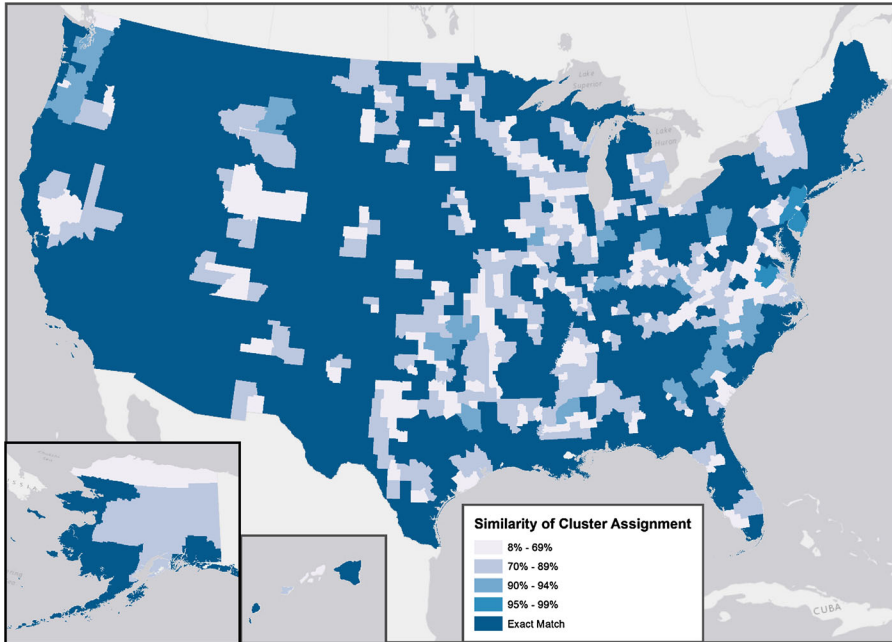 Lake
Superior
Lake
Huron
Similarity of Cluster Assignment
8% - 69%
70% - 89%
90% - 94%
95% - 99%
Exact Match
CUBA